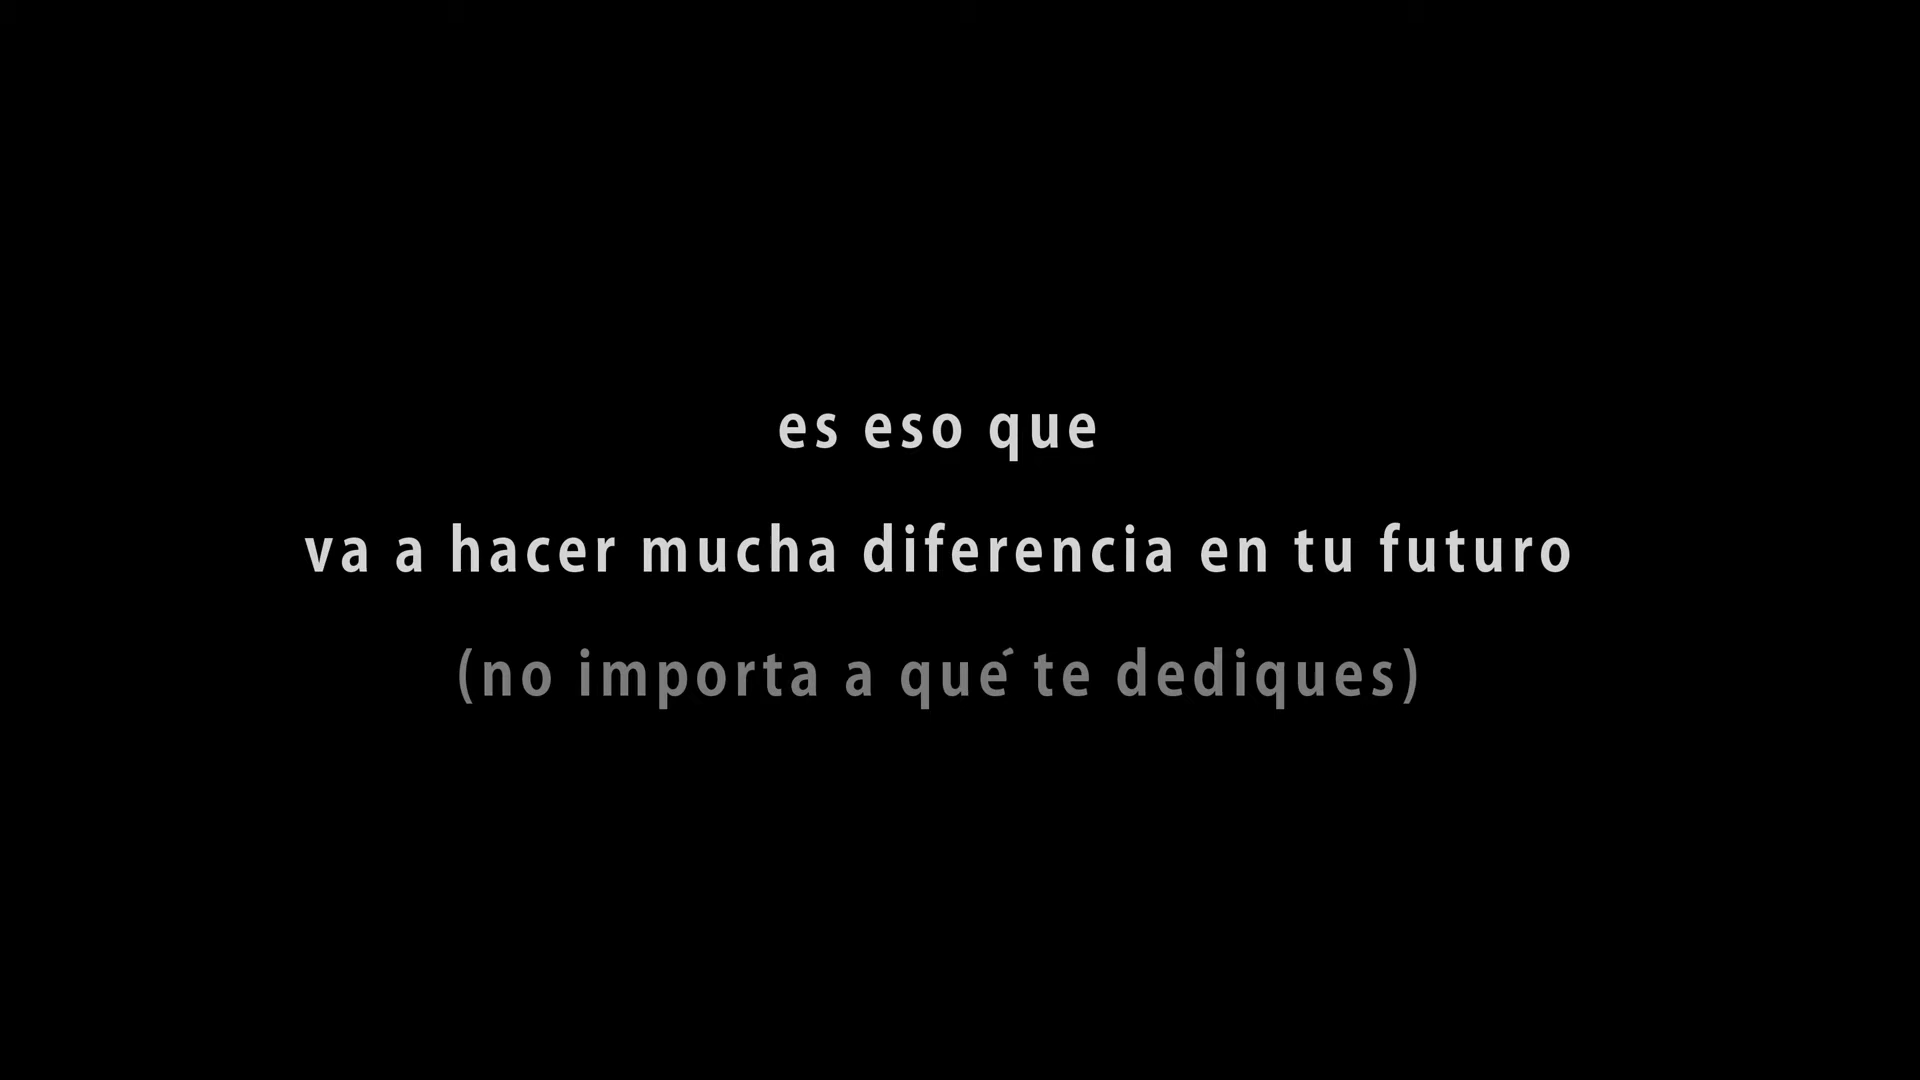 es eso que
va a hacer mucha diferencia en tu futuro
(no importa a qué te dediques)